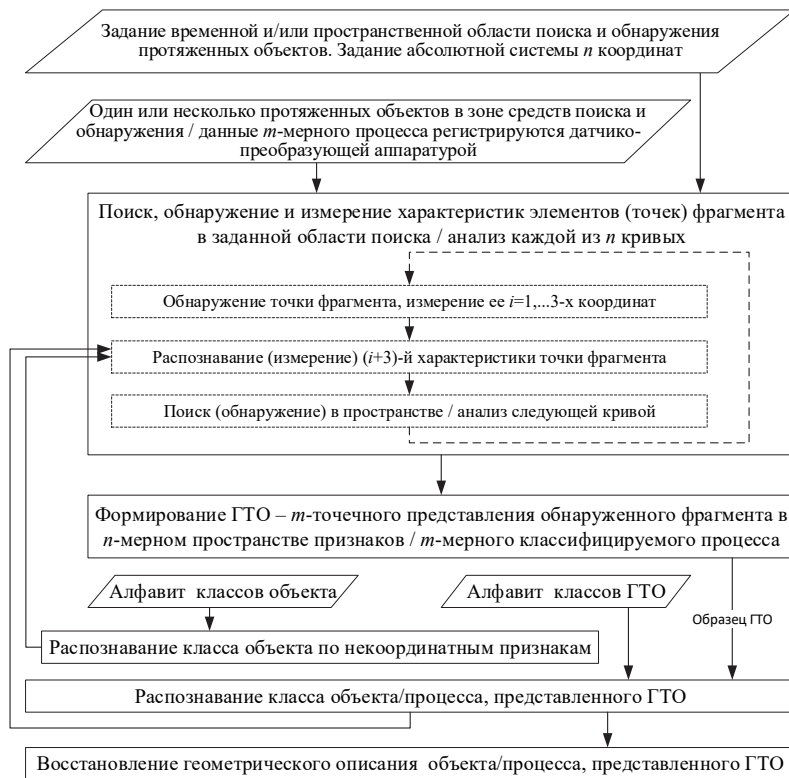 Задание временной и/или пространственной области поиска и обнаружения
протяженных объектов. Задание абсолютной системы n координат
Один или несколько протяженных объектов в зоне средств поиска и
обнаружения / данные m-мерного процесса регистрируются датчико-
преобразующей аппаратурой
Поиск, обнаружение и измерение характеристик элементов (точек) фрагмента
в заданной области поиска / анализ каждой из n кривых
Обнаружение точки фрагмента, измерение ее i=1,...3-х координат
Распознавание (измерение) (i+3)-й характеристики точки фрагмента
Поиск (обнаружение) в пространстве / анализ следующей кривой
Формирование ГТО – m-точечного представления обнаруженного фрагмента в
n-мерном пространстве признаков / m-мерного классифицируемого процесса
Алфавит классов объекта
Алфавит классов ГТО
Образец ГТО
Распознавание класса объекта по некоординатным признакам
Распознавание класса объекта/процесса, представленного ГТО
Восстановление геометрического описания объекта/процесса, представленного ГТО